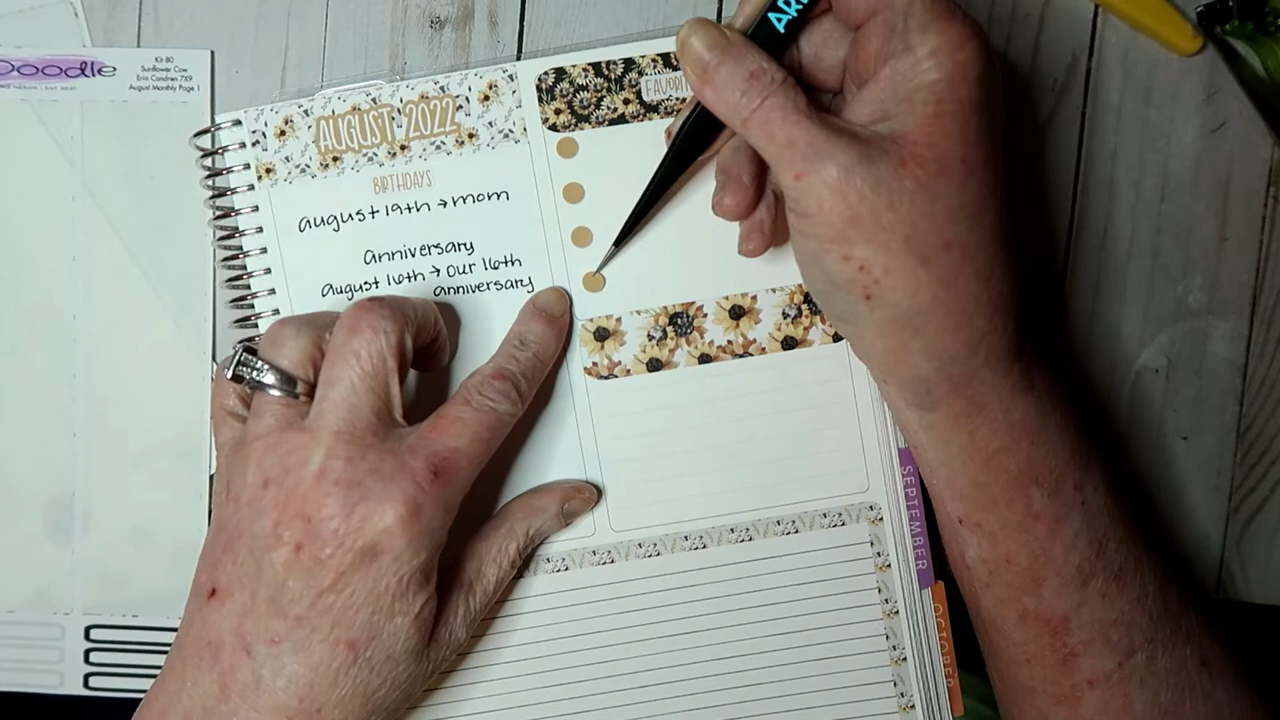 Doodle
Kit 80
Sunflower Cow
Erin Condren 7X9
August Monthly Page 1
AUGUST 2022
BIRTHDAYS
august 19th → mom
Anniversary
august 16th → our 16th
anniversary
SEPTEMBER
OCTOBER